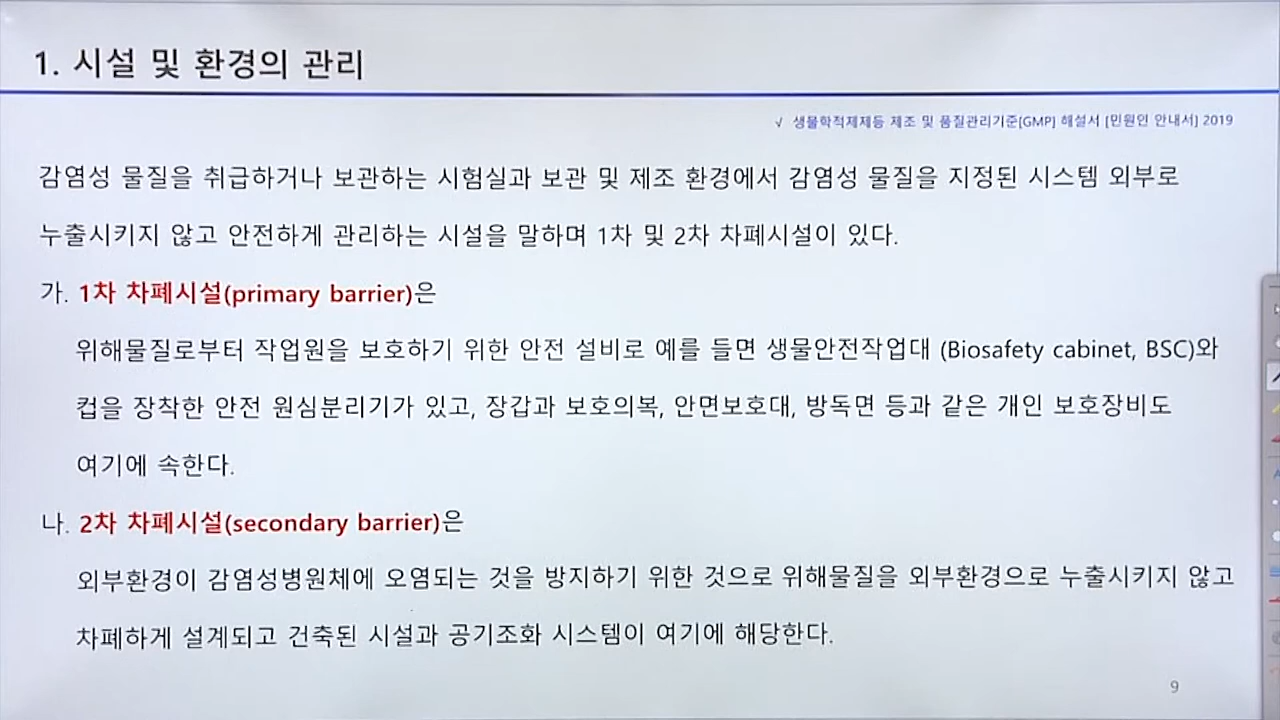 1. 시설 및 환경의 관리
√ 생물학적제제등 제조 및 품질관리기준[GMP] 해설서 [민원인 안내서] 2019
감염성 물질을 취급하거나 보관하는 시험실과 보관 및 제조 환경에서 감염성 물질을 지정된 시스템 외부로
누출시키지 않고 안전하게 관리하는 시설을 말하며 1차 및 2차 차폐시설이 있다.
가. 1차 차폐시설(primary barrier)은
위해물질로부터 작업원을 보호하기 위한 안전 설비로 예를 들면 생물안전작업대 (Biosafety cabinet, BSC)와
컵을 장착한 안전 원심분리기가 있고, 장갑과 보호의복, 안면보호대, 방독면 등과 같은 개인 보호장비도
여기에 속한다.
나. 2차 차폐시설(secondary barrier)은
외부환경이 감염성병원체에 오염되는 것을 방지하기 위한 것으로 위해물질을 외부환경으로 누출시키지 않고
차폐하게 설계되고 건축된 시설과 공기조화 시스템이 여기에 해당한다.
9